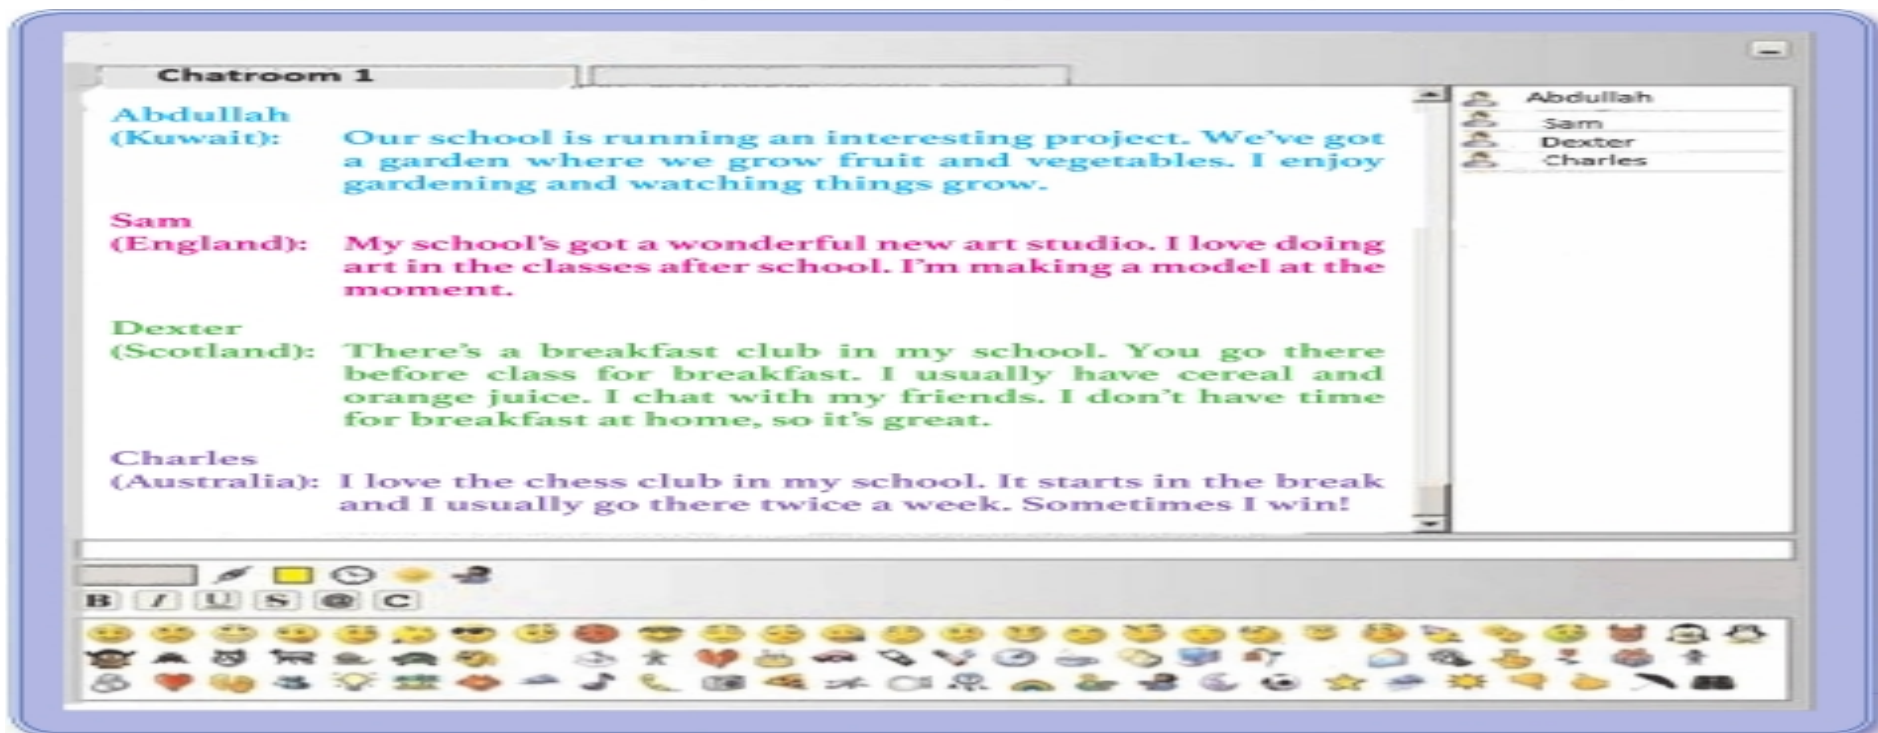 Chatroom 1
Abdullah
(Kuwait): Our school is running an interesting project. We've got
a garden where we grow fruit and vegetables. I enjoy
gardening and watching things grow.
Sam
(England): My school's got a wonderful new art studio. I love doing
art in the classes after school. I'm making a model at the
moment.
Dexter
(Scotland): There's a breakfast club in my school. You go there
before class for breakfast. I usually have cereal and
orange juice. I chat with my friends. I don't have time
for breakfast at home, so it's great.
Charles
(Australia): I love the chess club in my school. It starts in the break
and I usually go there twice a week. Sometimes I win!
Abdullah
Sam
Dexter
Charles
B I U S @ C